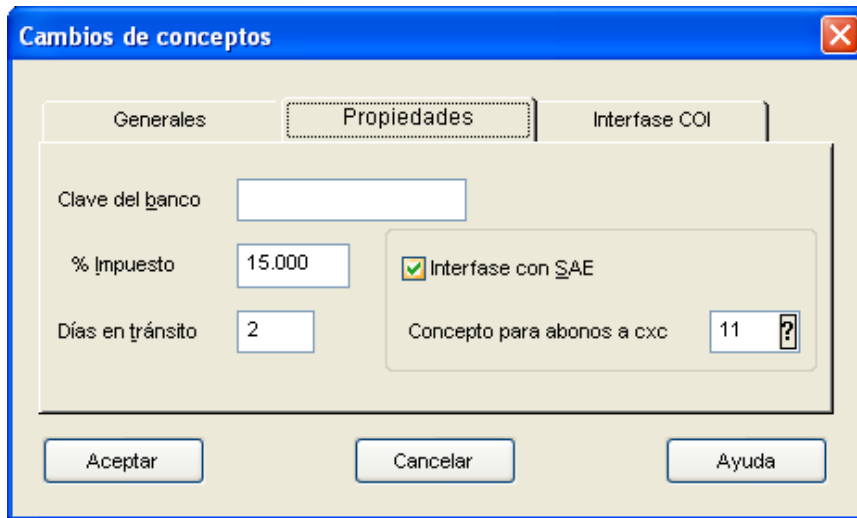 Cambios de conceptos
Generales
Propiedades
Interfase COI
Clave del banco
% Impuesto 15.000
Interfase con SAE
Días en tránsito 2
Concepto para abonos a cxc 11 ?
Aceptar
Cancelar
Ayuda